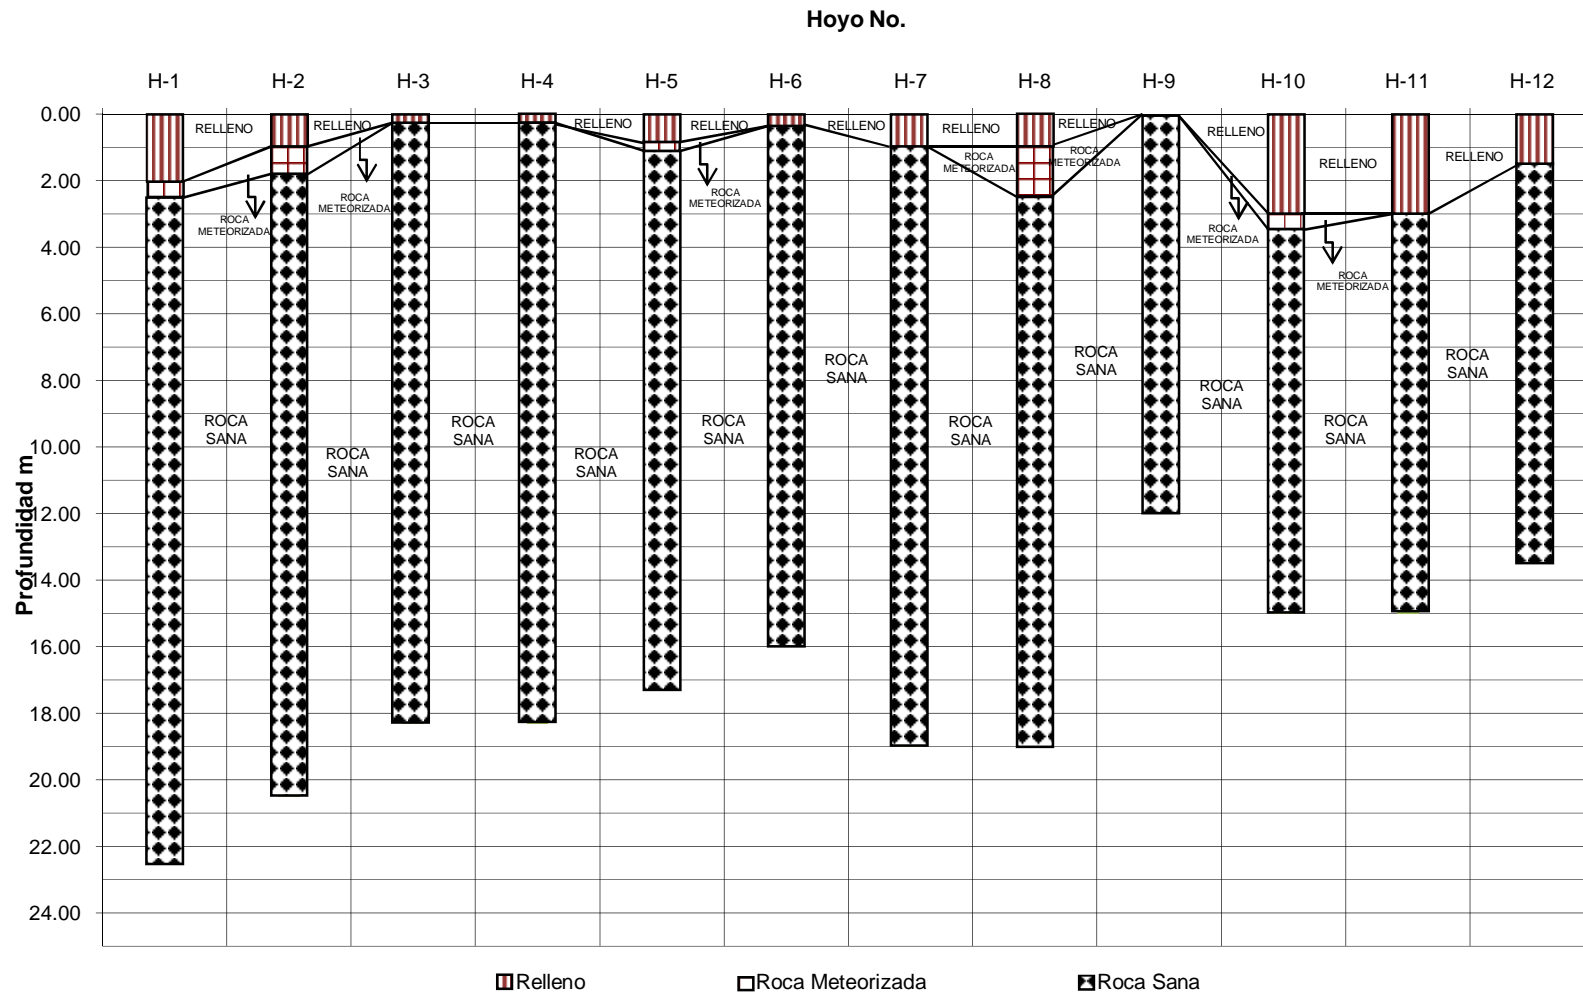 Hoyo No.
H-1 H-2 H-3 H-4 H-5 H-6 H-7 H-8 H-9 H-10 H-11 H-12
0.00
2.00
4.00
6.00
8.00
10.00
12.00
14.00
16.00
18.00
20.00
22.00
24.00
Profundidad m
RELLENO
RELLENO
RELLENO
RELLENO
RELLENO
RELLENO
RELLENO
RELLENO
RELLENO
RELLENO
ROCA
METEORIZADA
ROCA
METEORIZADA
ROCA
METEORIZADA
ROCA
METEORIZADA
ROCA
METEORIZADA
ROCA
METEORIZADA
ROCA
METEORIZADA
ROCA
SANA
ROCA
SANA
ROCA
SANA
ROCA
SANA
ROCA
SANA
ROCA
SANA
ROCA
SANA
ROCA
SANA
ROCA
SANA
ROCA
SANA
ROCA
SANA
Relleno
Roca Meteorizada
Roca Sana